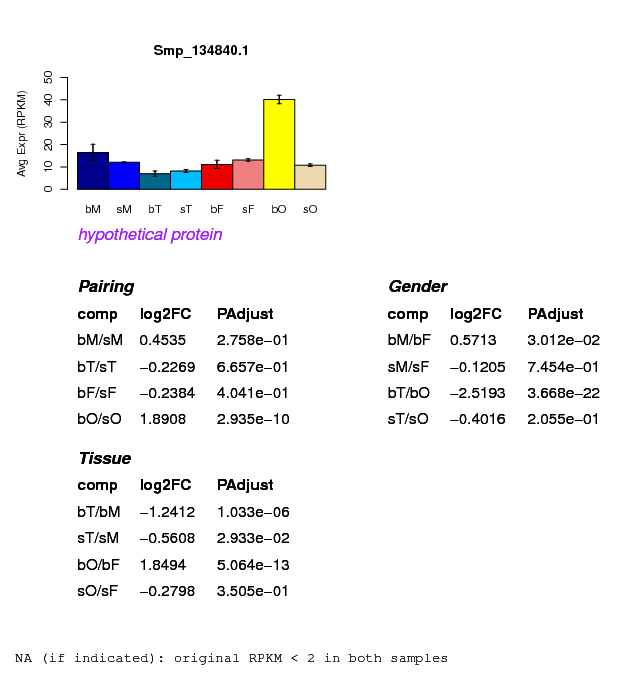 Smp_134840.1
Avg Expr (RPKM)
50
40
30
20
10
0
bM sM bT sT bF sF bO sO
hypothetical protein
Pairing
comp log2FC PAdjust
bM/sM 0.4535 2.758e−01
bT/sT −0.2269 6.657e−01
bF/sF −0.2384 4.041e−01
bO/sO 1.8908 2.935e−10
Gender
comp log2FC PAdjust
bM/bF 0.5713 3.012e−02
sM/sF −0.1205 7.454e−01
bT/bO −2.5193 3.668e−22
sT/sO −0.4016 2.055e−01
Tissue
comp log2FC PAdjust
bT/bM −1.2412 1.033e−06
sT/sM −0.5608 2.933e−02
bO/bF 1.8494 5.064e−13
sO/sF −0.2798 3.505e−01
NA (if indicated): original RPKM < 2 in both samples